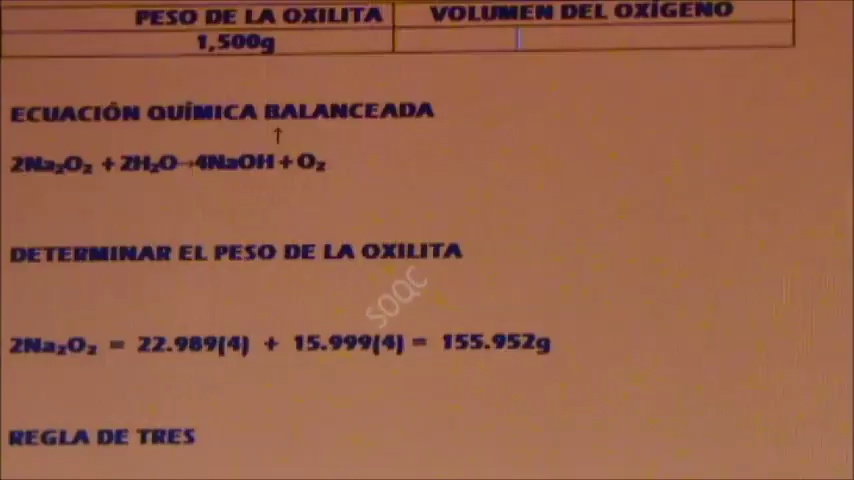 PESO DE LA OXILITA VOLUMEN DEL OXÍGENO
1,500g
ECUACIÓN QUÍMICA BALANCEADA
↑
2Na₂O₂ + 2H₂O→4NaOH + O₂
DETERMINAR EL PESO DE LA OXILITA
soqc
2Na₂O₂ = 22.989(4) + 15.999(4) = 155.952g
REGLA DE TRES